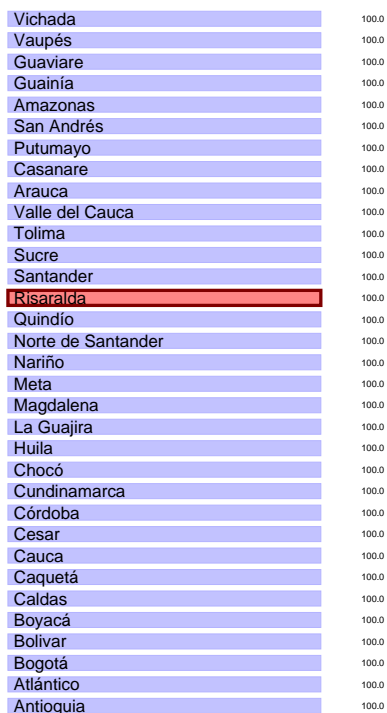 Vichada 100.0
Vaupés 100.0
Guaviare 100.0
Guainía 100.0
Amazonas 100.0
San Andrés 100.0
Putumayo 100.0
Casanare 100.0
Arauca 100.0
Valle del Cauca 100.0
Tolima 100.0
Sucre 100.0
Santander 100.0
Risaralda 100.0
Quindío 100.0
Norte de Santander 100.0
Nariño 100.0
Meta 100.0
Magdalena 100.0
La Guajira 100.0
Huila 100.0
Chocó 100.0
Cundinamarca 100.0
Córdoba 100.0
Cesar 100.0
Cauca 100.0
Caquetá 100.0
Caldas 100.0
Boyacá 100.0
Bolivar 100.0
Bogotá 100.0
Atlántico 100.0
Antioquia 100.0